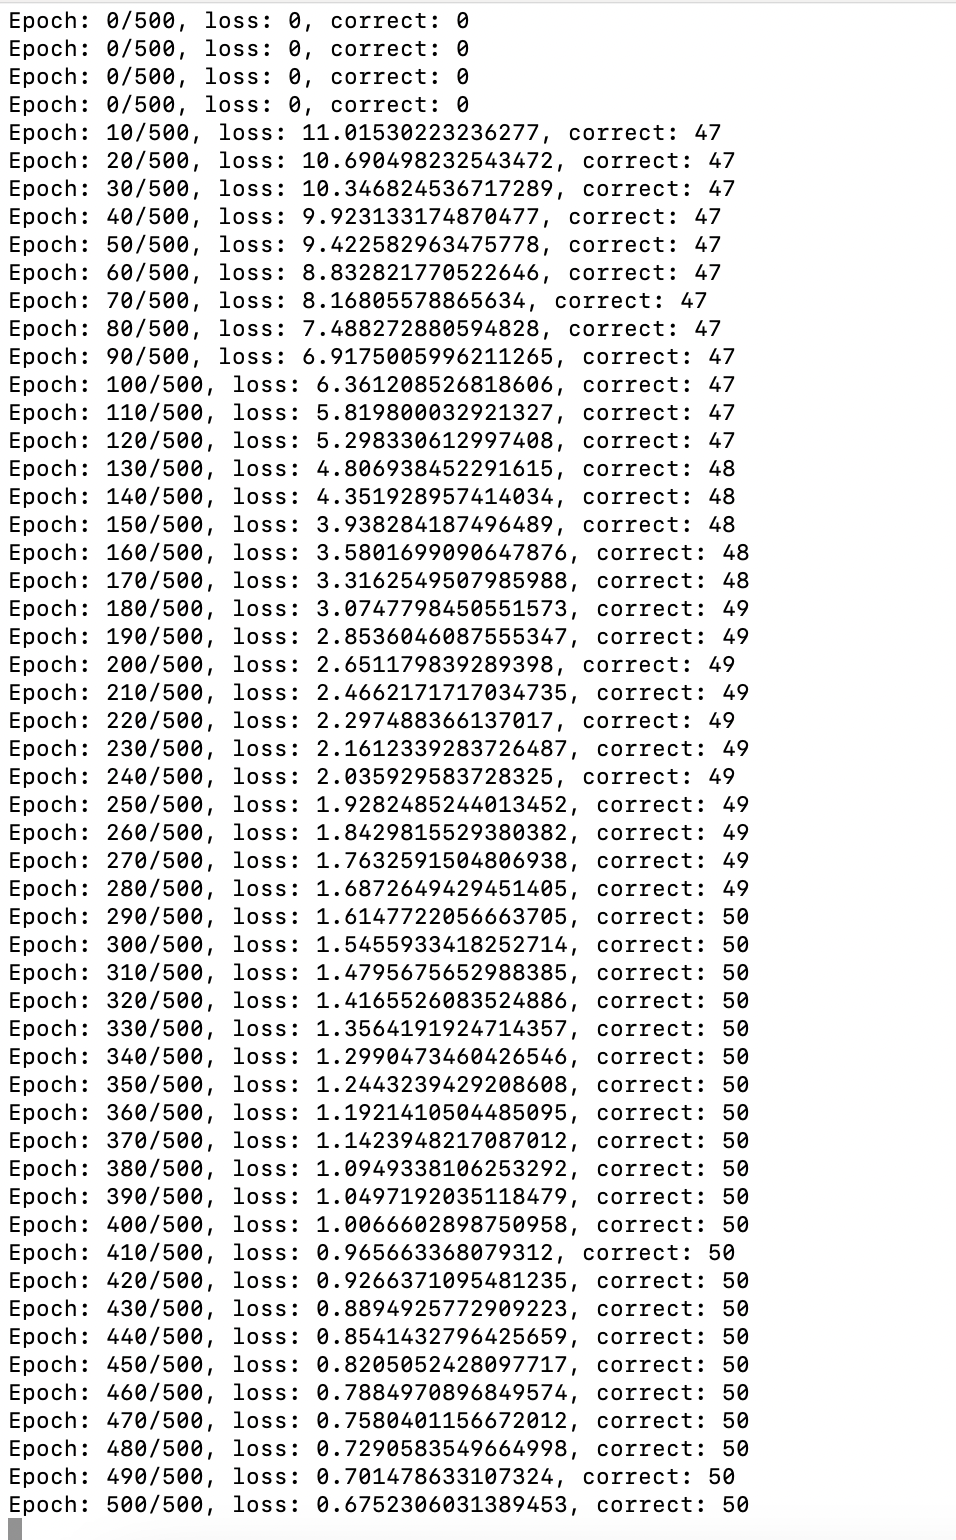 Epoch: 0/500, loss: 0, correct: 0
Epoch: 0/500, loss: 0, correct: 0
Epoch: 0/500, loss: 0, correct: 0
Epoch: 0/500, loss: 0, correct: 0
Epoch: 10/500, loss: 11.01530223236277, correct: 47
Epoch: 20/500, loss: 10.690498232543472, correct: 47
Epoch: 30/500, loss: 10.346824536717289, correct: 47
Epoch: 40/500, loss: 9.923133174870477, correct: 47
Epoch: 50/500, loss: 9.422582963475778, correct: 47
Epoch: 60/500, loss: 8.832821770522646, correct: 47
Epoch: 70/500, loss: 8.16805578865634, correct: 47
Epoch: 80/500, loss: 7.488272880594828, correct: 47
Epoch: 90/500, loss: 6.9175005996211265, correct: 47
Epoch: 100/500, loss: 6.361208526818606, correct: 47
Epoch: 110/500, loss: 5.819800032921327, correct: 47
Epoch: 120/500, loss: 5.298330612997408, correct: 47
Epoch: 130/500, loss: 4.806938452291615, correct: 48
Epoch: 140/500, loss: 4.351928957414034, correct: 48
Epoch: 150/500, loss: 3.938284187496489, correct: 48
Epoch: 160/500, loss: 3.5801699090647876, correct: 48
Epoch: 170/500, loss: 3.3162549507985988, correct: 48
Epoch: 180/500, loss: 3.0747798450551573, correct: 49
Epoch: 190/500, loss: 2.8536046087555347, correct: 49
Epoch: 200/500, loss: 2.651179839289398, correct: 49
Epoch: 210/500, loss: 2.4662171717034735, correct: 49
Epoch: 220/500, loss: 2.297488366137017, correct: 49
Epoch: 230/500, loss: 2.1612339283726487, correct: 49
Epoch: 240/500, loss: 2.035929583728325, correct: 49
Epoch: 250/500, loss: 1.9282485244013452, correct: 49
Epoch: 260/500, loss: 1.8429815529380382, correct: 49
Epoch: 270/500, loss: 1.7632591504806938, correct: 49
Epoch: 280/500, loss: 1.6872649429451405, correct: 49
Epoch: 290/500, loss: 1.6147722056663705, correct: 50
Epoch: 300/500, loss: 1.5455933418252714, correct: 50
Epoch: 310/500, loss: 1.4795675652988385, correct: 50
Epoch: 320/500, loss: 1.4165526083524886, correct: 50
Epoch: 330/500, loss: 1.3564191924714357, correct: 50
Epoch: 340/500, loss: 1.2990473460426546, correct: 50
Epoch: 350/500, loss: 1.2443239429208608, correct: 50
Epoch: 360/500, loss: 1.1921410504485095, correct: 50
Epoch: 370/500, loss: 1.1423948217087012, correct: 50
Epoch: 380/500, loss: 1.0949338106253292, correct: 50
Epoch: 390/500, loss: 1.0497192035118479, correct: 50
Epoch: 400/500, loss: 1.0066602898750958, correct: 50
Epoch: 410/500, loss: 0.965663368079312, correct: 50
Epoch: 420/500, loss: 0.9266371095481235, correct: 50
Epoch: 430/500, loss: 0.8894925772909223, correct: 50
Epoch: 440/500, loss: 0.8541432796425659, correct: 50
Epoch: 450/500, loss: 0.8205052428097717, correct: 50
Epoch: 460/500, loss: 0.7884970896849574, correct: 50
Epoch: 470/500, loss: 0.7580401156672012, correct: 50
Epoch: 480/500, loss: 0.7290583549664998, correct: 50
Epoch: 490/500, loss: 0.701478633107324, correct: 50
Epoch: 500/500, loss: 0.6752306031389453, correct: 50